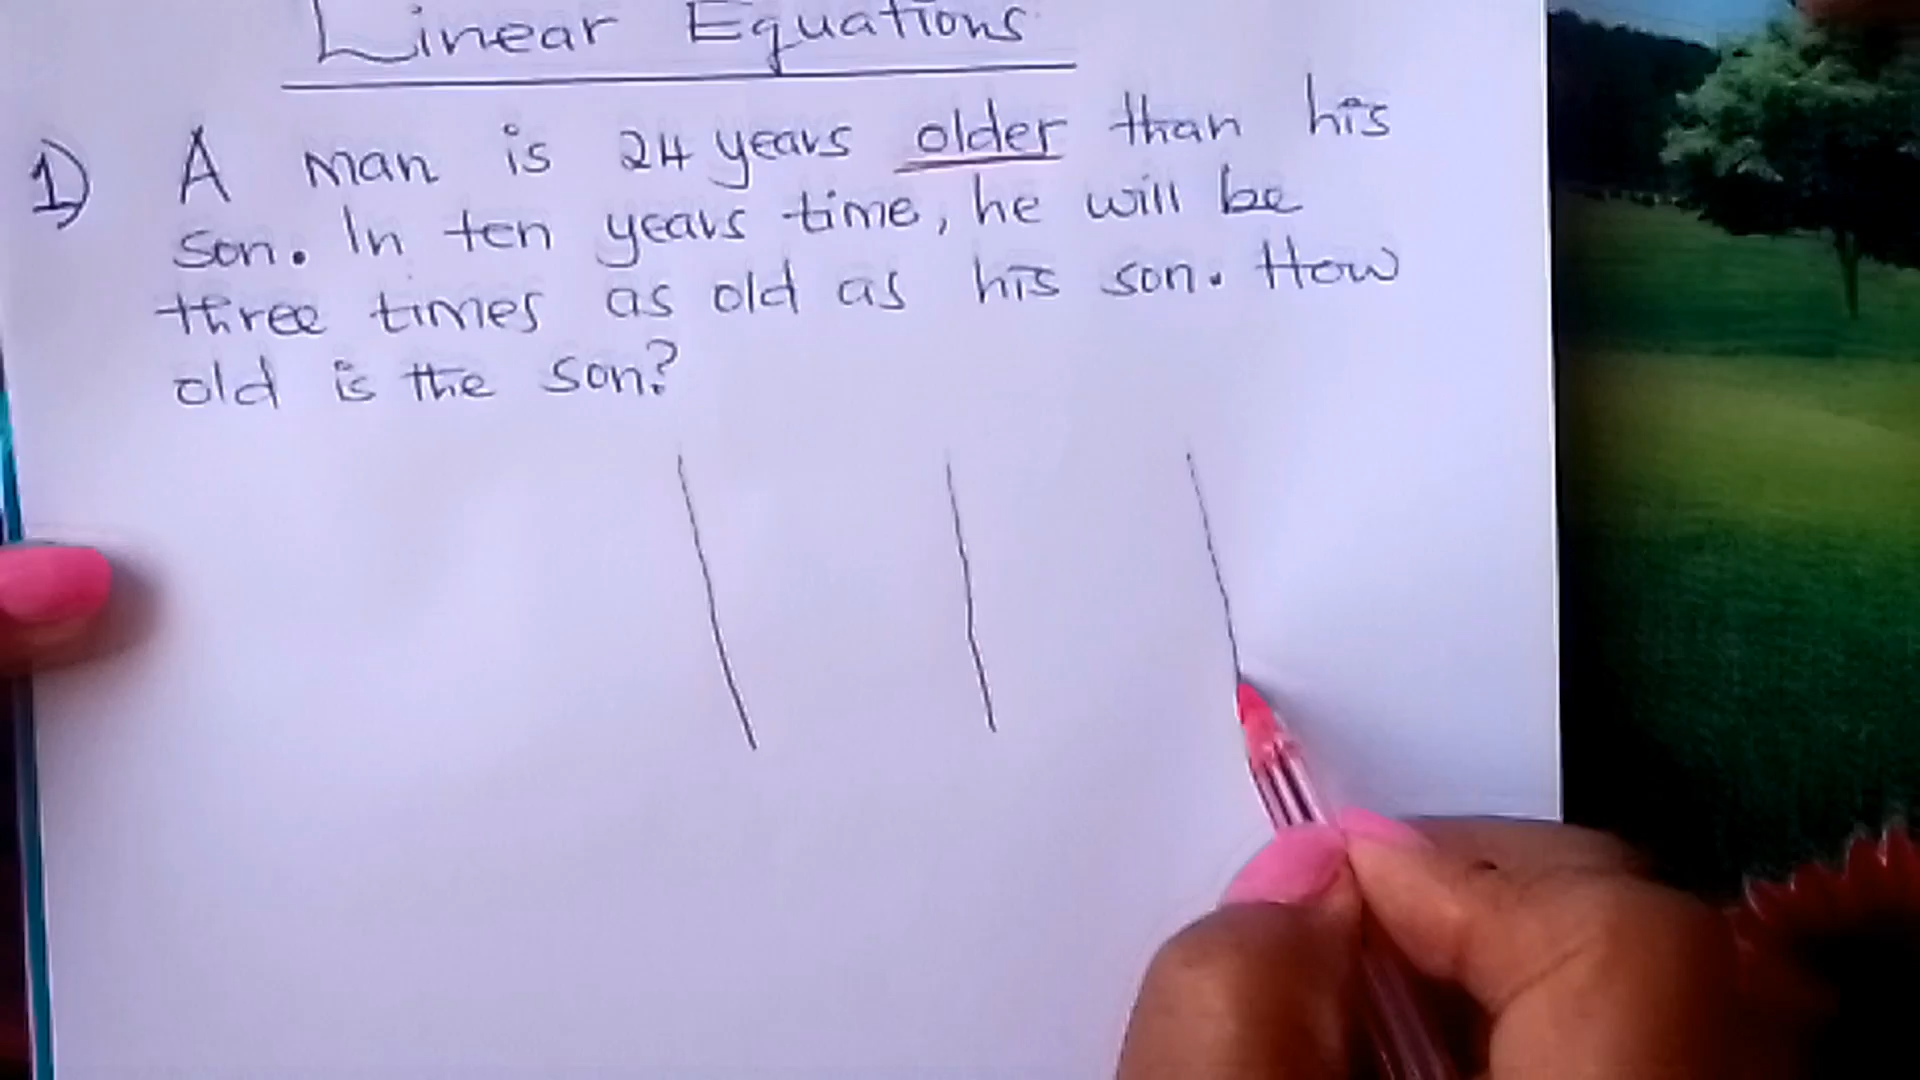 Linear Equations
1) A man is 24 years older than his
son. In ten years time, he will be
three times as old as his son. How
old is the son?